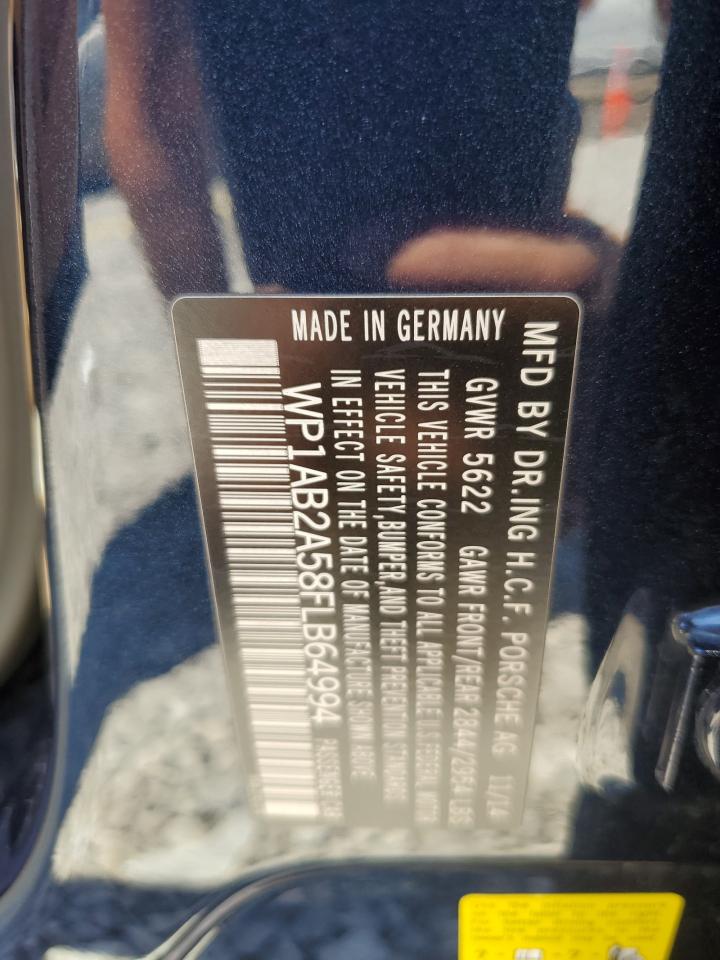 MFD BY DR.ING H.C.F. PORSCHE AG 11/14
GVWR 5622 GAWR FRONT/REAR 2844/2954 LBS
THIS VEHICLE CONFORMS TO ALL APPLICABLE U.S.FEDERAL MOTOR
VEHICLE SAFETY,BUMPER,AND THEFT PREVENTION STANDARDS
IN EFFECT ON THE DATE OF MANUFACTURE SHOWN ABOVE
WP1AB2A58FLB64994 PASSENGER CAR
MADE IN GERMANY